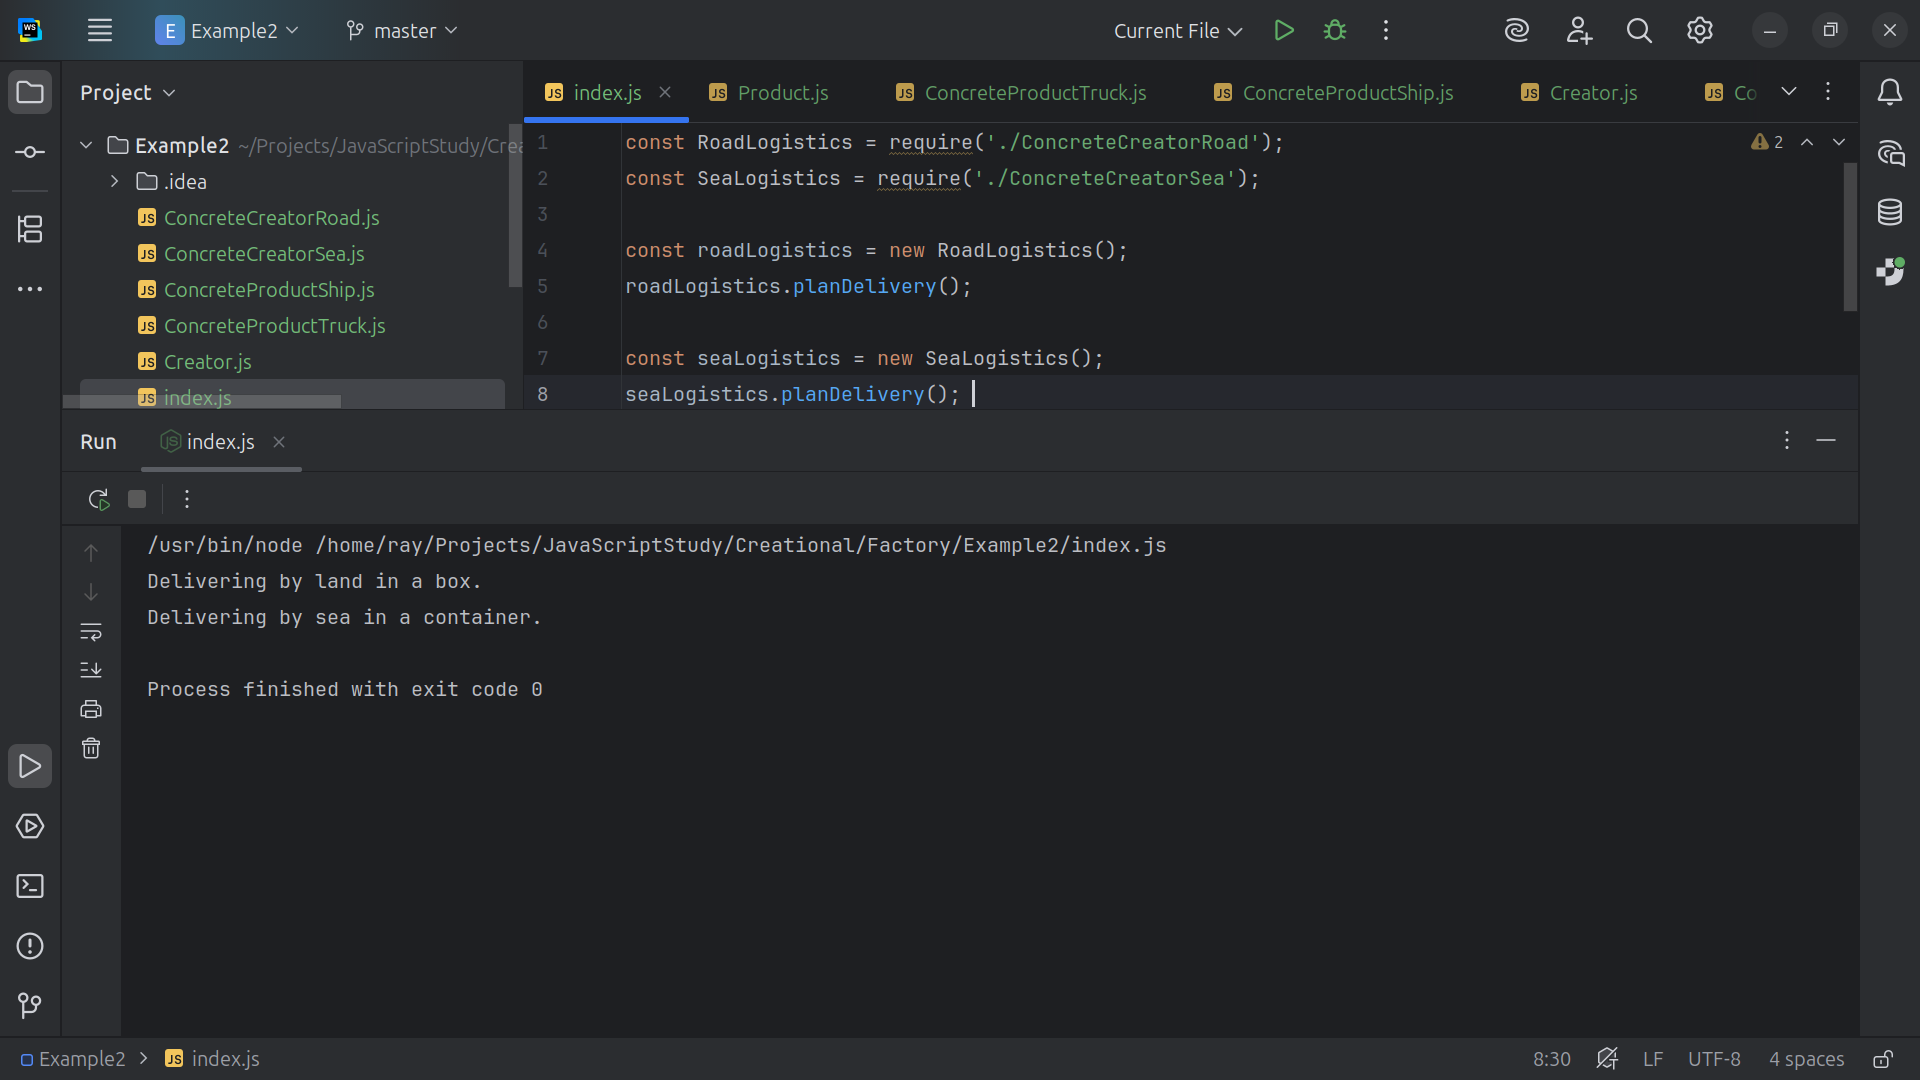 WS
E Example2 master Current File
Project
index.js Product.js ConcreteProductTruck.js ConcreteProductShip.js Creator.js Co
Example2 ~/Projects/JavaScriptStudy/Crea
.idea
ConcreteCreatorRoad.js
ConcreteCreatorSea.js
ConcreteProductShip.js
ConcreteProductTruck.js
Creator.js
index.js
1 const RoadLogistics = require('./ConcreteCreatorRoad'); 2
2 const SeaLogistics = require('./ConcreteCreatorSea');
3
4 const roadLogistics = new RoadLogistics();
5 roadLogistics.planDelivery();
6
7 const seaLogistics = new SeaLogistics();
8 seaLogistics.planDelivery();
Run index.js
/usr/bin/node /home/ray/Projects/JavaScriptStudy/Creational/Factory/Example2/index.js
Delivering by land in a box.
Delivering by sea in a container.
Process finished with exit code 0
Example2 index.js 8:30 LF UTF-8 4 spaces